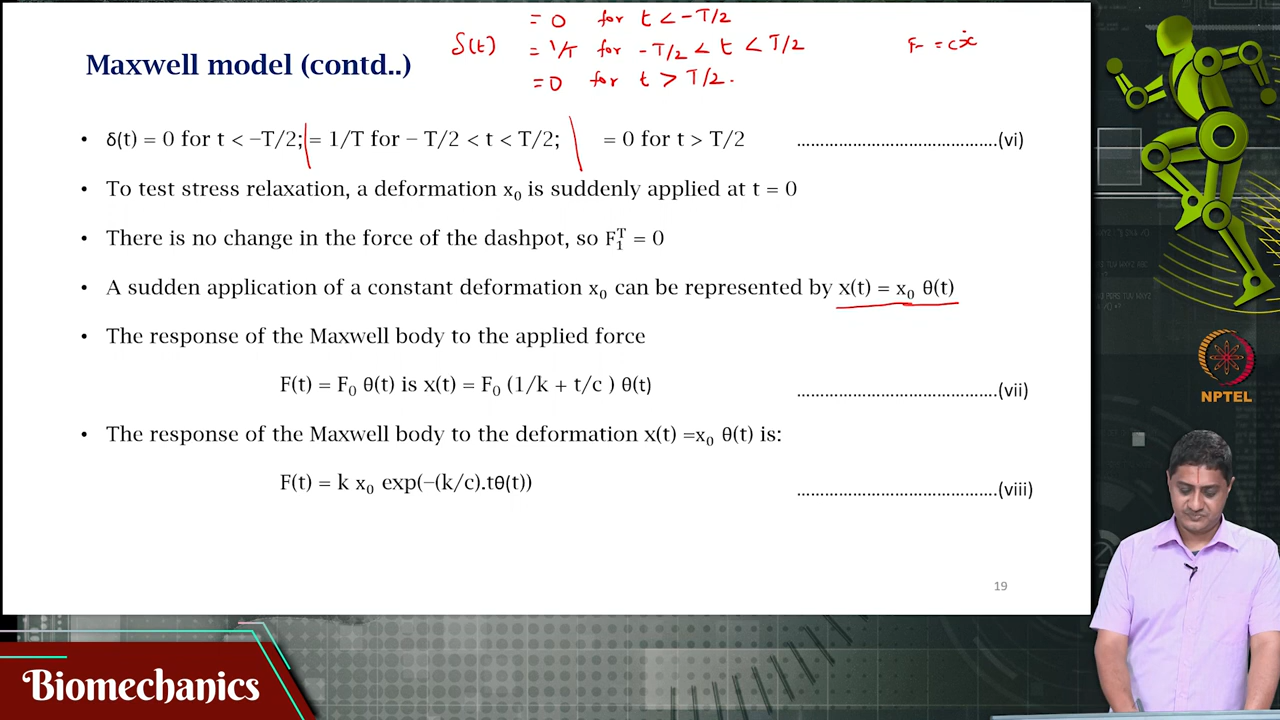 = 0 for t < -T/2
δ(t) = 1/T for -T/2 < t < T/2
F = cẋ
= 0 for t > T/2.
Maxwell model (contd..)
• δ(t) = 0 for t < −T/2; = 1/T for − T/2 < t < T/2; = 0 for t > T/2 ……………………………………(vi)
• To test stress relaxation, a deformation x₀ is suddenly applied at t = 0
• There is no change in the force of the dashpot, so F₁ᵀ = 0
• A sudden application of a constant deformation x₀ can be represented by x(t) = x₀ θ(t)
• The response of the Maxwell body to the applied force
F(t) = F₀ θ(t) is x(t) = F₀ (1/k + t/c ) θ(t) ……………………………………(vii)
• The response of the Maxwell body to the deformation x(t) =x₀ θ(t) is:
F(t) = k x₀ exp(−(k/c).tθ(t)) ……………………………………(viii)
19
NPTEL
Biomechanics